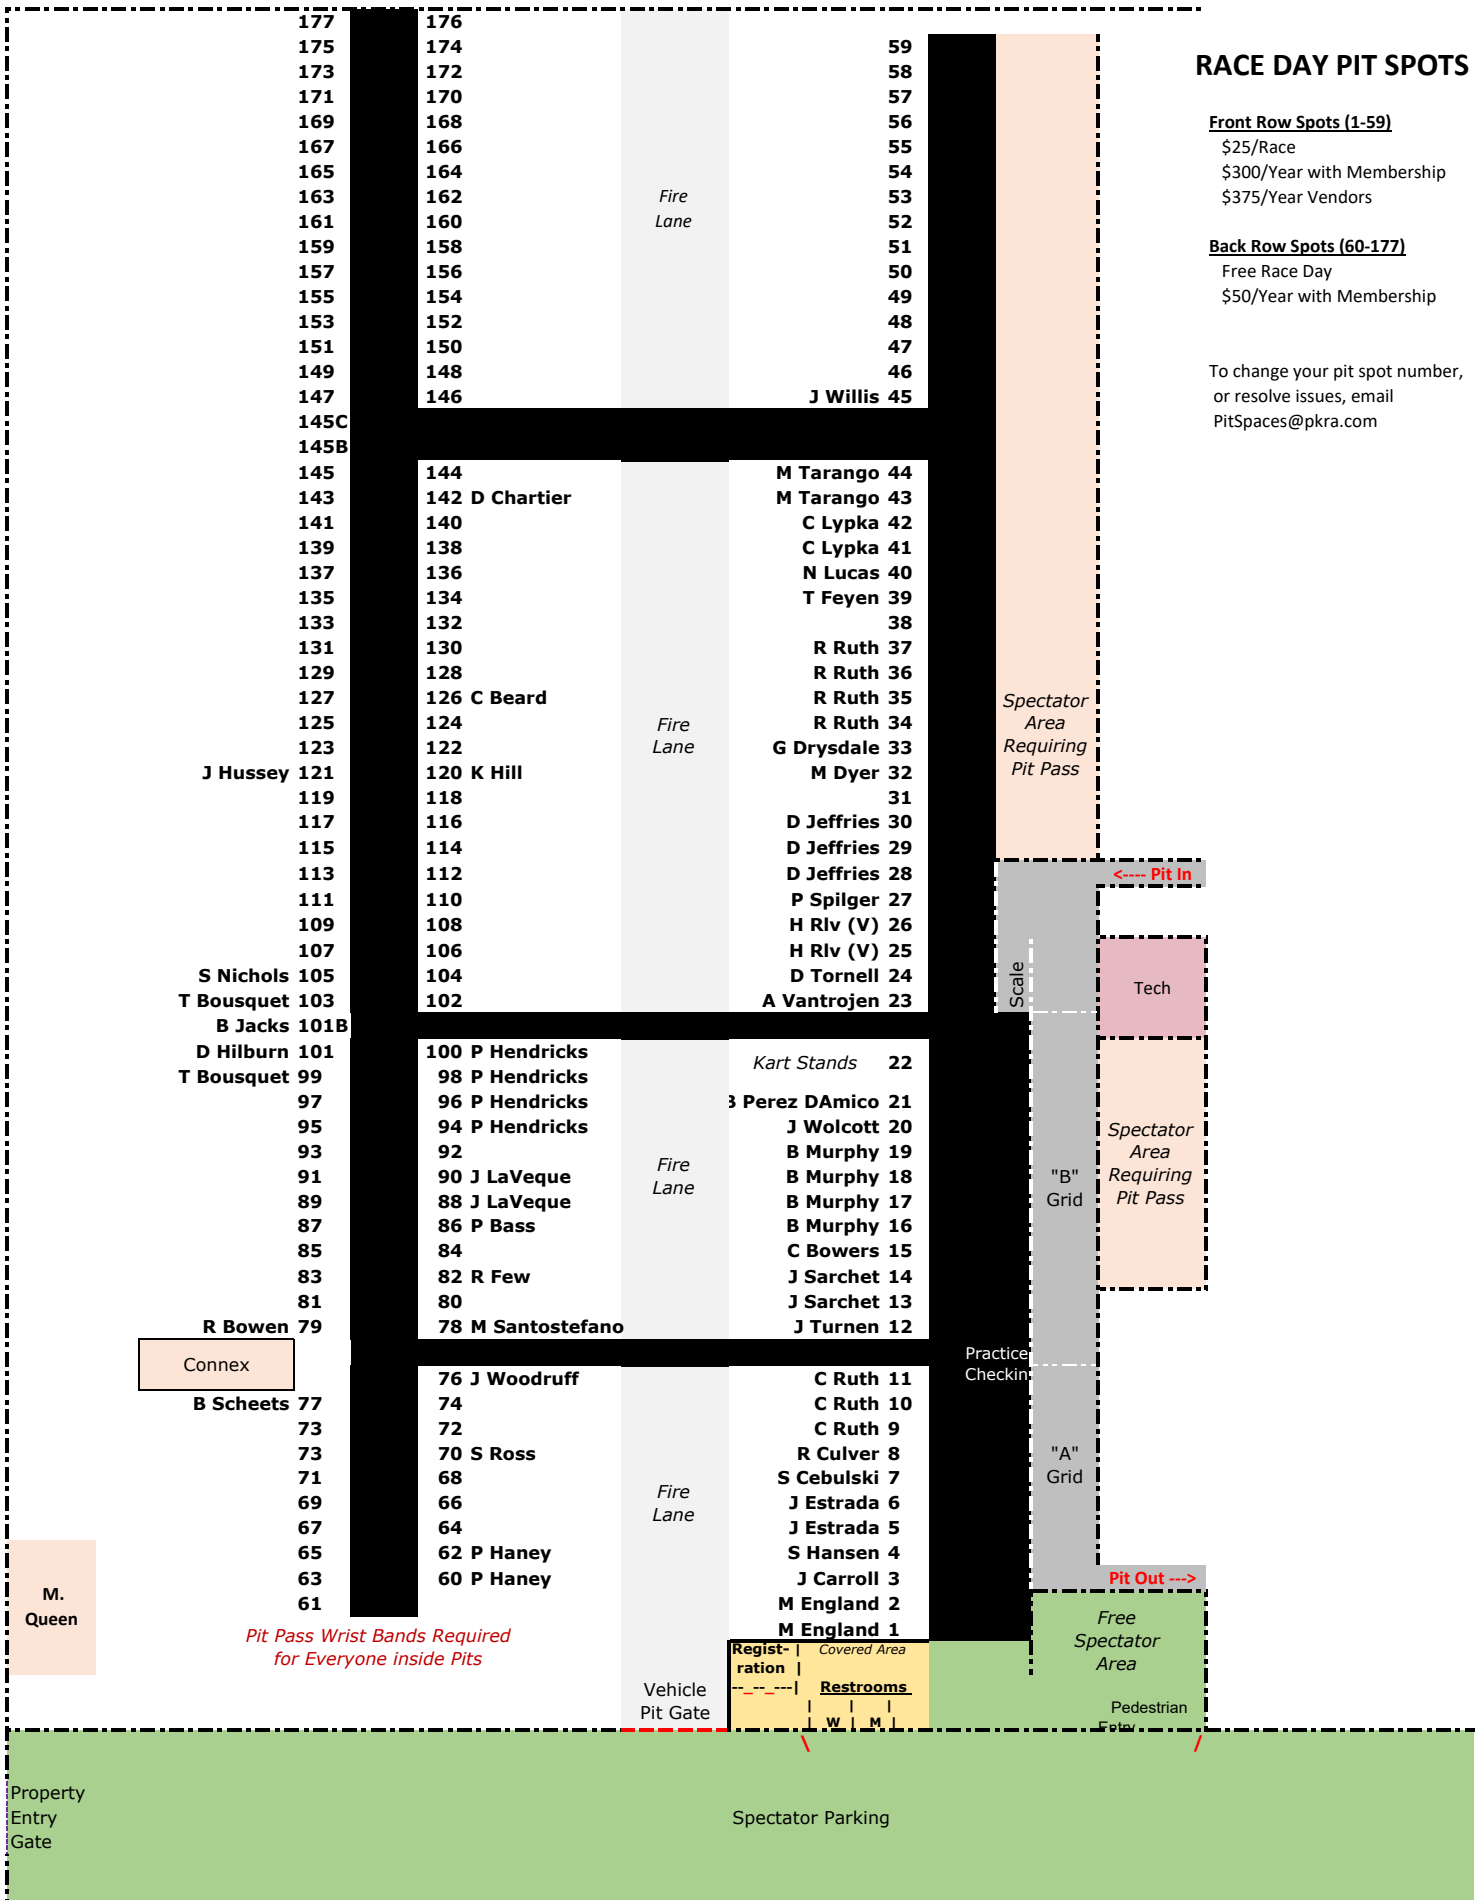 177 176
175 174 59
RACE DAY PIT SPOTS
173 172 58
171 170 57
169 168 56
Front Row Spots (1-59)
167 166 55
$25/Race
165 164 54
$300/Year with Membership
163 162 Fire 53
$375/Year Vendors
161 160 Lane 52
159 158 51
Back Row Spots (60-177)
157 156 50
Free Race Day
155 154 49
$50/Year with Membership
153 152 48
151 150 47
149 148 46
To change your pit spot number,
147 146 J Willis 45
or resolve issues, email
145C
PitSpaces@pkra.com
145B
145 144 M Tarango 44
143 142 D Chartier M Tarango 43
141 140 C Lypka 42
139 138 C Lypka 41
137 136 N Lucas 40
135 134 T Feyen 39
133 132 38
131 130 R Ruth 37
129 128 R Ruth 36
127 126 C Beard R Ruth 35
125 124 R Ruth 34
123 122 G Drysdale 33
Fire
Lane
Spectator
Area
Requiring
Pit Pass
J Hussey 121 120 K Hill M Dyer 32
119 118 31
117 116 D Jeffries 30
115 114 D Jeffries 29
113 112 D Jeffries 28
<---- Pit In
111 110 P Spilger 27
109 108 H Rlv (V) 26
107 106 H Rlv (V) 25
S Nichols 105 104 D Tornell 24
Scale
Tech
T Bousquet 103 102 A Vantrojen 23
B Jacks 101B
D Hilburn 101 100 P Hendricks
Kart Stands 22
T Bousquet 99 98 P Hendricks
97 96 P Hendricks Perez DAmico 21
95 94 P Hendricks J Wolcott 20
93 92 B Murphy 19
91 90 J LaVeque B Murphy 18
89 88 J LaVeque B Murphy 17
87 86 P Bass B Murphy 16
Fire
Lane
"B"
Grid
Spectator
Area
Requiring
Pit Pass
85 84 C Bowers 15
83 82 R Few J Sarchet 14
81 80 J Sarchet 13
R Bowen 79 78 M Santostefano J Turnen 12
Connex
Practice
Checkin
76 J Woodruff C Ruth 11
B Scheets 77 74 C Ruth 10
73 72 C Ruth 9
73 70 S Ross R Culver 8
71 68 S Cebulski 7
69 66 J Estrada 6
67 64 J Estrada 5
Fire
Lane
"A"
Grid
65 62 P Haney S Hansen 4
63 60 P Haney J Carroll 3
Pit Out --->
61 M England 2
M England 1
M.
Queen
Pit Pass Wrist Bands Required
for Everyone inside Pits
Free
Spectator
Area
Regist- | Covered Area
ration |
--_--_---| Restrooms
| | |
| W | M |
Vehicle
Pit Gate
Pedestrian
Entry
\ /
Property
Entry
Gate
Spectator Parking